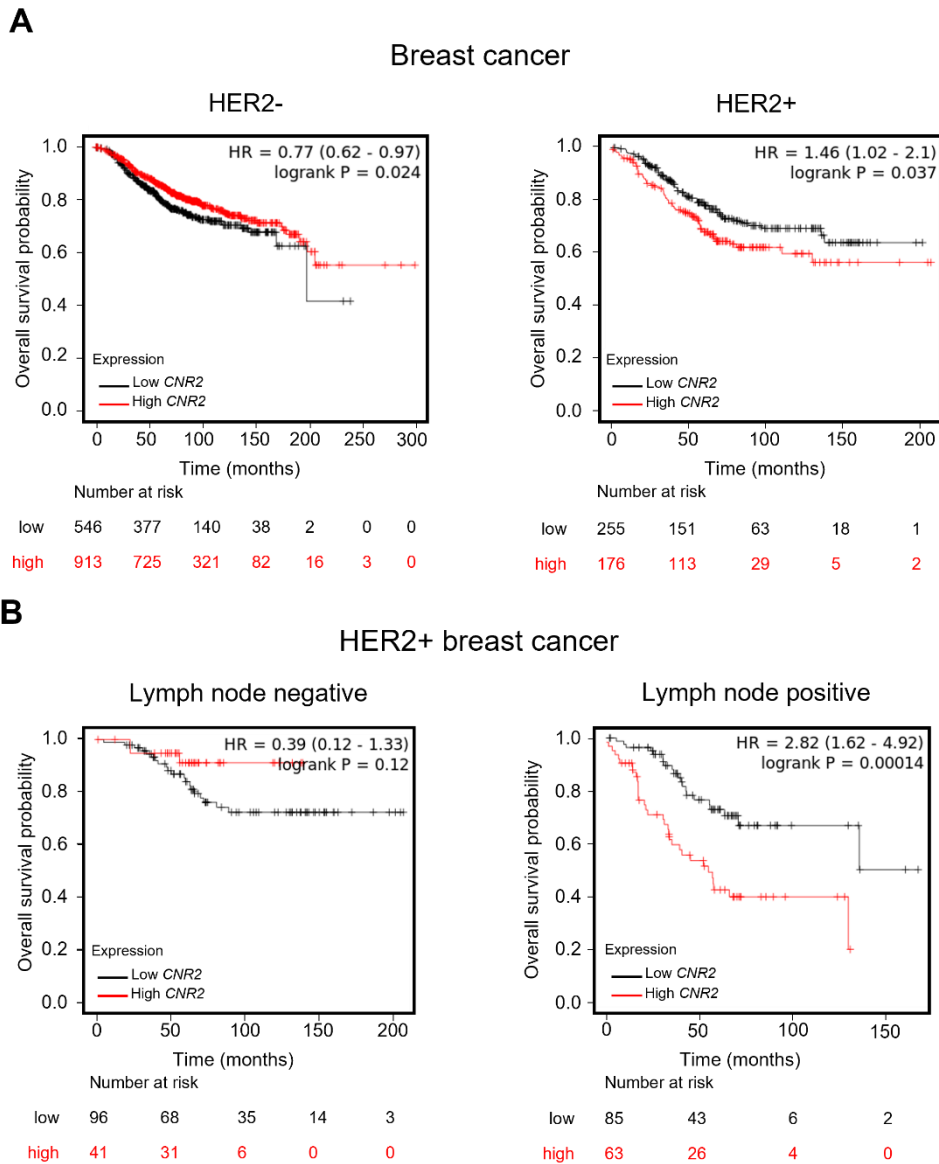 A
Breast cancer
HER2-
HR = 0.77 (0.62 - 0.97)
logrank P = 0.024
Overall survival probability
1.0
0.8
0.6
0.4
0.2
0.0
Expression
Low CNR2
High CNR2
0 50 100 150 200 250 300
Time (months)
Number at risk
low 546 377 140 38 2 0 0
high 913 725 321 82 16 3 0
HER2+
HR = 1.46 (1.02 - 2.1)
logrank P = 0.037
Overall survival probability
1.0
0.8
0.6
0.4
0.2
0.0
Expression
Low CNR2
High CNR2
0 50 100 150 200
Time (months)
Number at risk
low 255 151 63 18 1
high 176 113 29 5 2
B
HER2+ breast cancer
Lymph node negative
HR = 0.39 (0.12 - 1.33)
logrank P = 0.12
Overall survival probability
1.0
0.8
0.6
0.4
0.2
0.0
Expression
Low CNR2
High CNR2
0 50 100 150 200
Time (months)
Number at risk
low 96 68 35 14 3
high 41 31 6 0 0
Lymph node positive
HR = 2.82 (1.62 - 4.92)
logrank P = 0.00014
Overall survival probability
1.0
0.8
0.6
0.4
0.2
0.0
Expression
Low CNR2
High CNR2
0 50 100 150
Time (months)
Number at risk
low 85 43 6 2
high 63 26 4 0